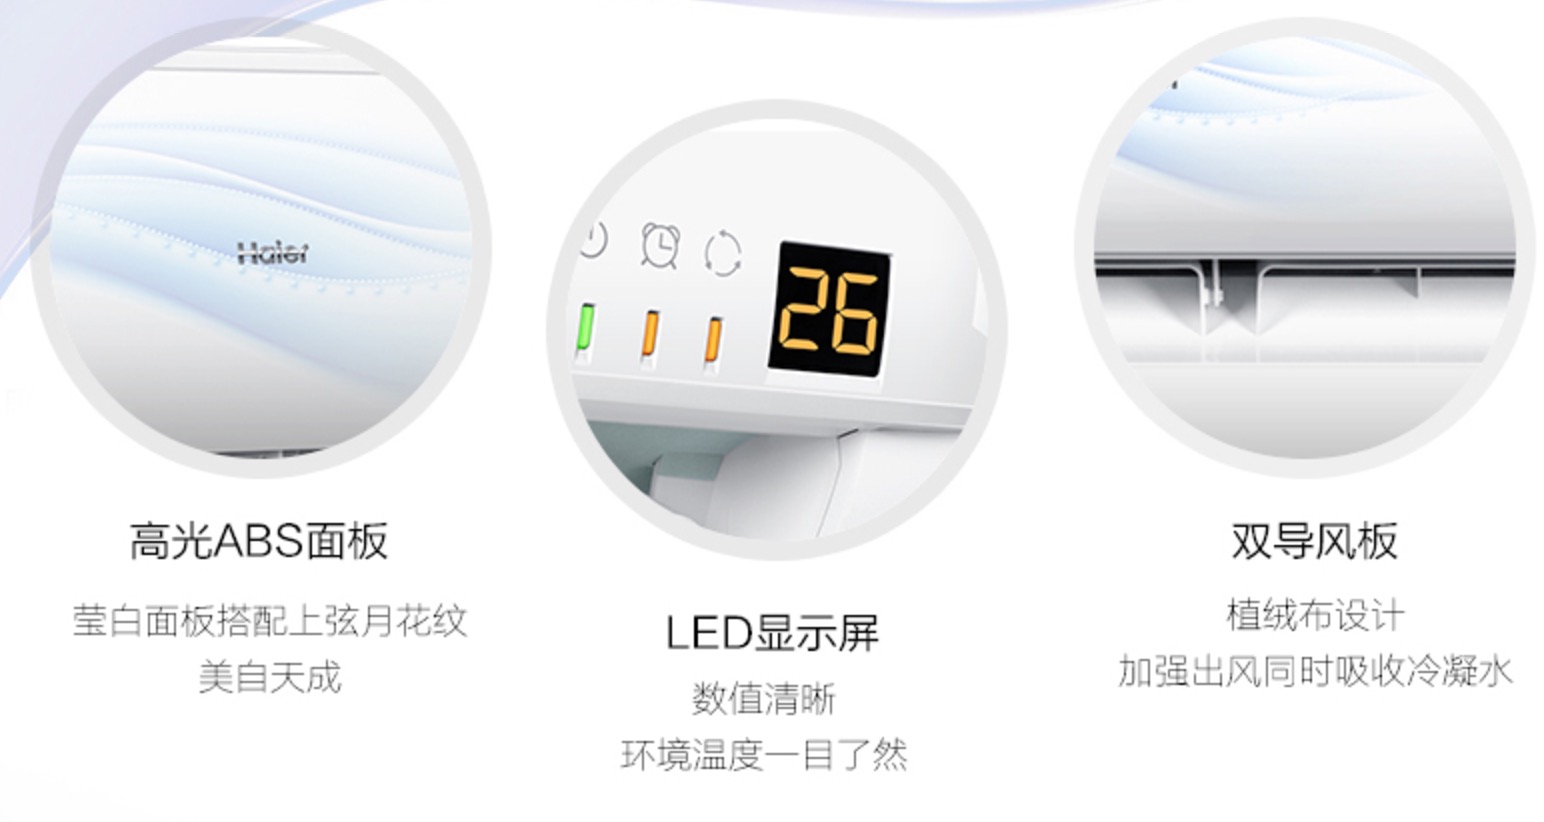 Haier
高光ABS面板
莹白面板搭配上弦月花纹
美自天成
26
LED显示屏
数值清晰
环境温度一目了然
双导风板
植绒布设计
加强出风同时吸收冷凝水